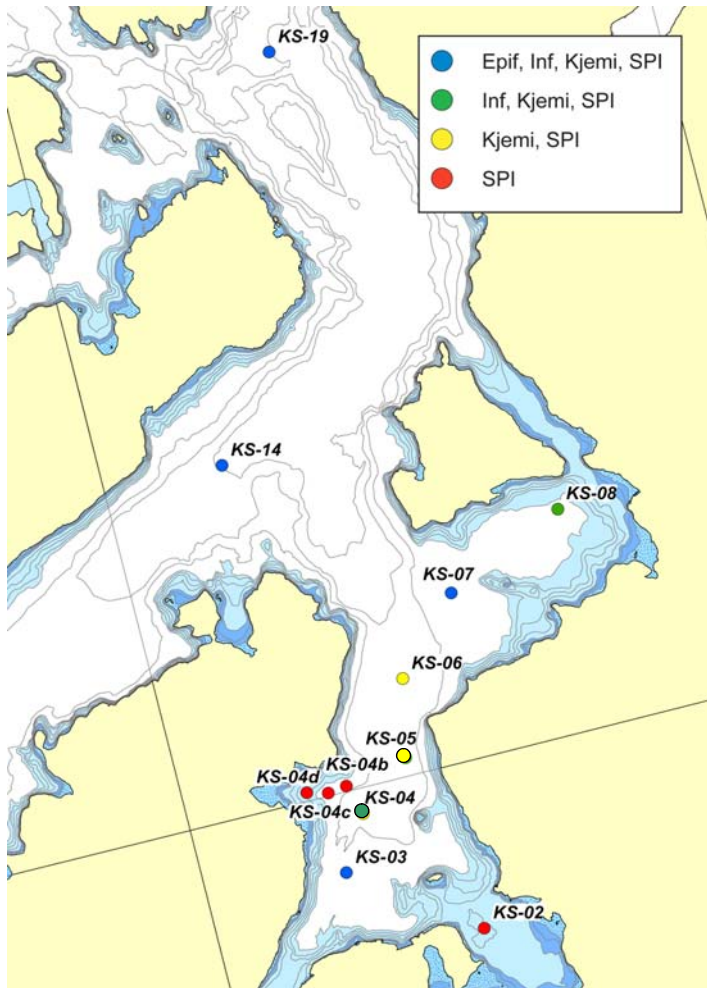 KS-19
Epif, Inf, Kjemi, SPI
Inf, Kjemi, SPI
Kjemi, SPI
SPI
KS-14
KS-08
KS-07
KS-06
KS-05
KS-04b
KS-04d
KS-04
KS-04c
KS-03
KS-02